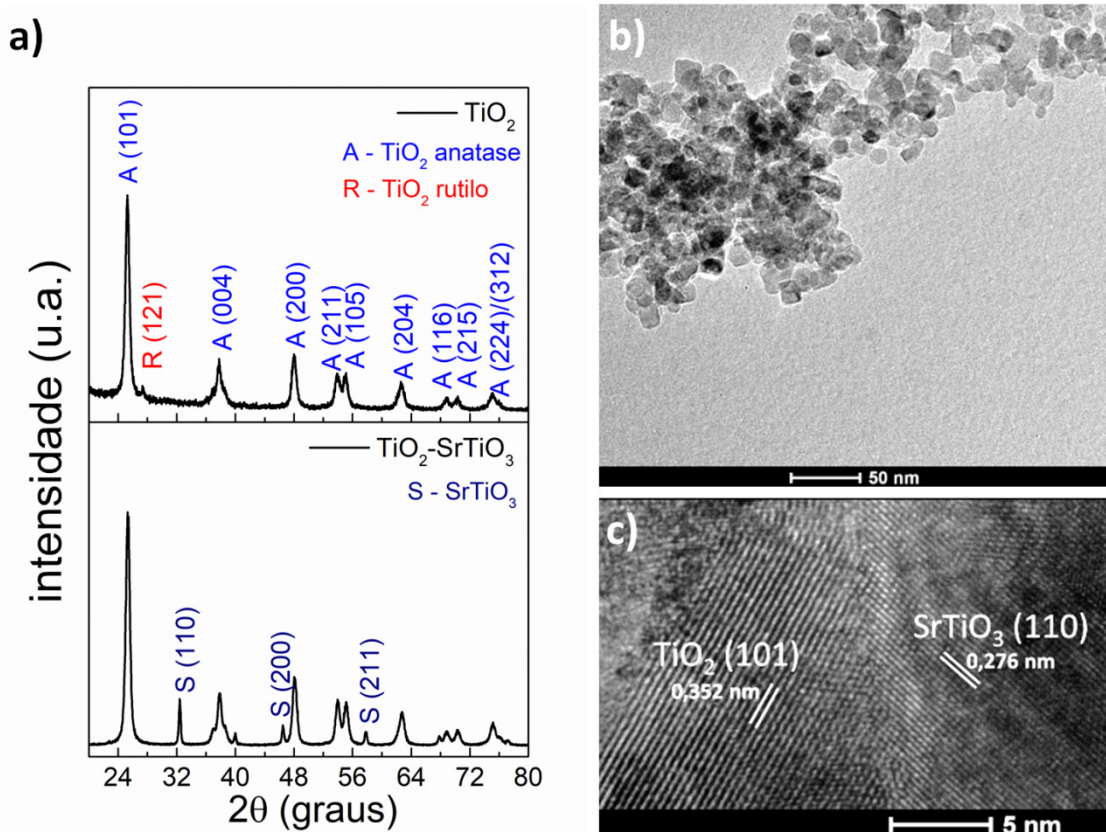 a)
TiO₂
A - TiO₂ anatase
R - TiO₂ rutilo
A (101)
R (121)
A (004)
A (200)
A (211)
A (105)
A (204)
A (116)
A (215)
A (224)/(312)
TiO₂-SrTiO₃
S - SrTiO₃
S (110)
S (200)
S (211)
intensidade (u.a.)
24 32 40 48 56 64 72 80
2θ (graus)
b)
50 nm
c)
TiO₂ (101)
0,352 nm
SrTiO₃ (110)
0,276 nm
5 nm